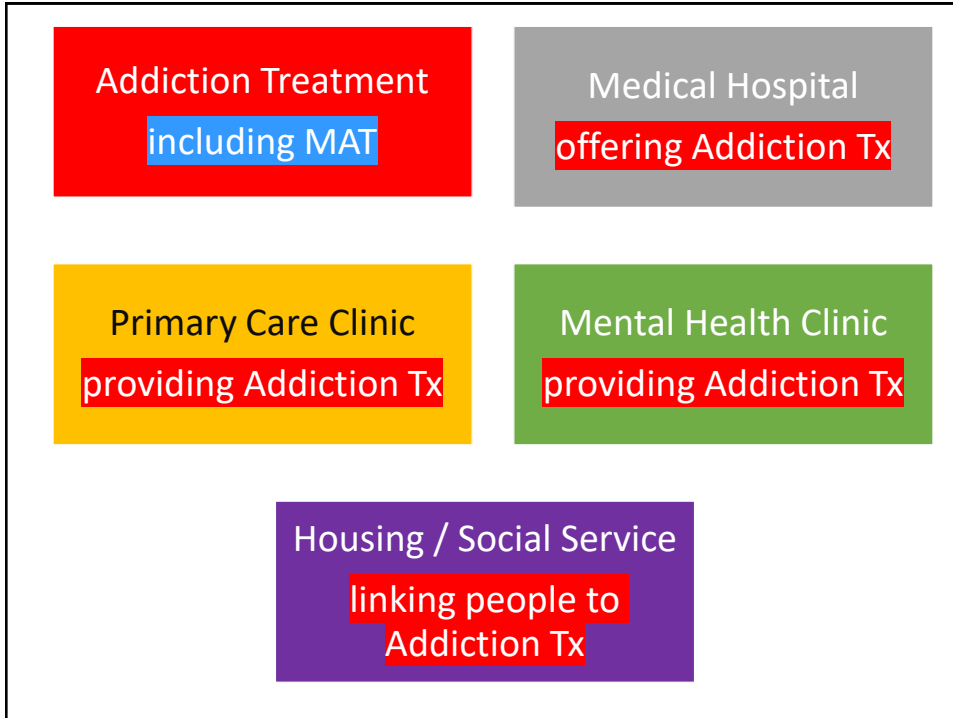 Addiction Treatment
including MAT
Medical Hospital
offering Addiction Tx
Primary Care Clinic
providing Addiction Tx
Mental Health Clinic
providing Addiction Tx
Housing / Social Service
linking people to
Addiction Tx